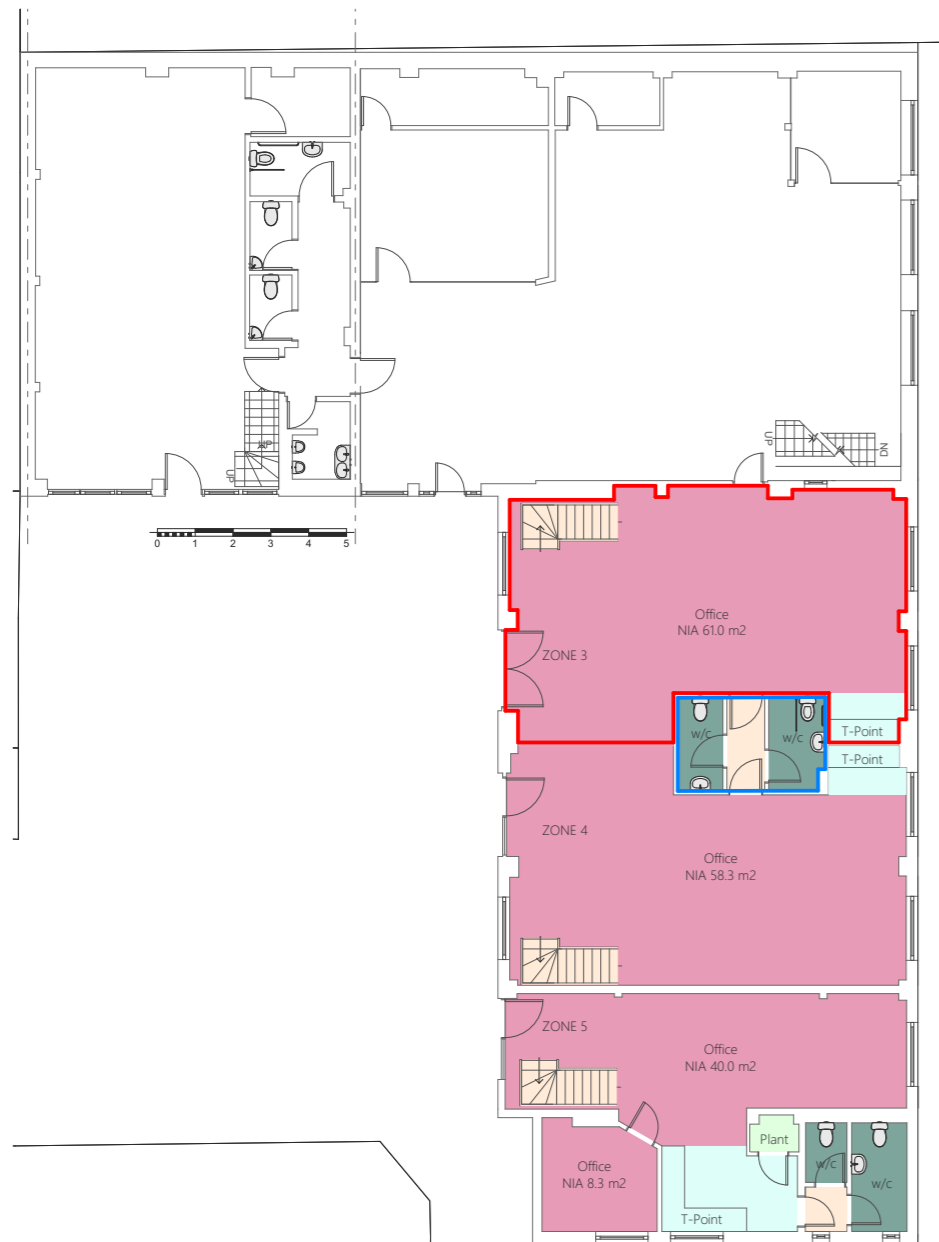 UP
UP
UP
DN
0 1 2 3 4 5
Office
NIA 61.0 m2
ZONE 3
w/c
w/c
T-Point
T-Point
ZONE 4
Office
NIA 58.3 m2
ZONE 5
Office
NIA 40.0 m2
Plant
Office
NIA 8.3 m2
w/c
w/c
T-Point